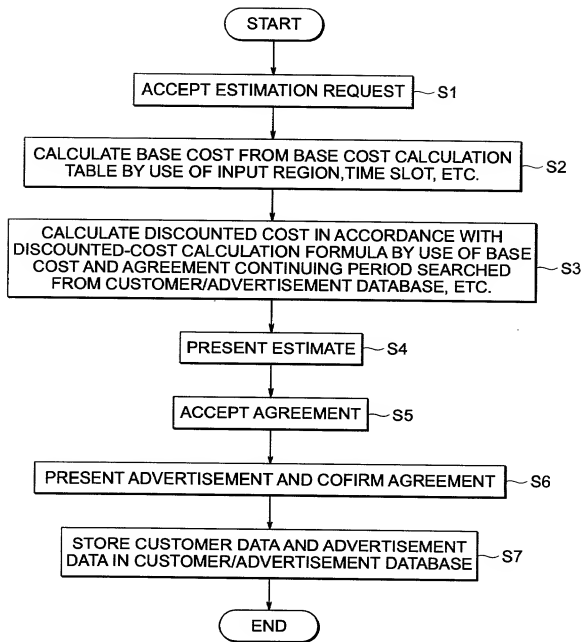 START
ACCEPT ESTIMATION REQUEST
S1
CALCULATE BASE COST FROM BASE COST CALCULATION
TABLE BY USE OF INPUT REGION,TIME SLOT, ETC.
S2
CALCULATE DISCOUNTED COST IN ACCORDANCE WITH
DISCOUNTED-COST CALCULATION FORMULA BY USE OF BASE
COST AND AGREEMENT CONTINUING PERIOD SEARCHED
FROM CUSTOMER/ADVERTISEMENT DATABASE, ETC.
S3
PRESENT ESTIMATE
S4
ACCEPT AGREEMENT
S5
PRESENT ADVERTISEMENT AND COFIRM AGREEMENT
S6
STORE CUSTOMER DATA AND ADVERTISEMENT
DATA IN CUSTOMER/ADVERTISEMENT DATABASE
S7
END